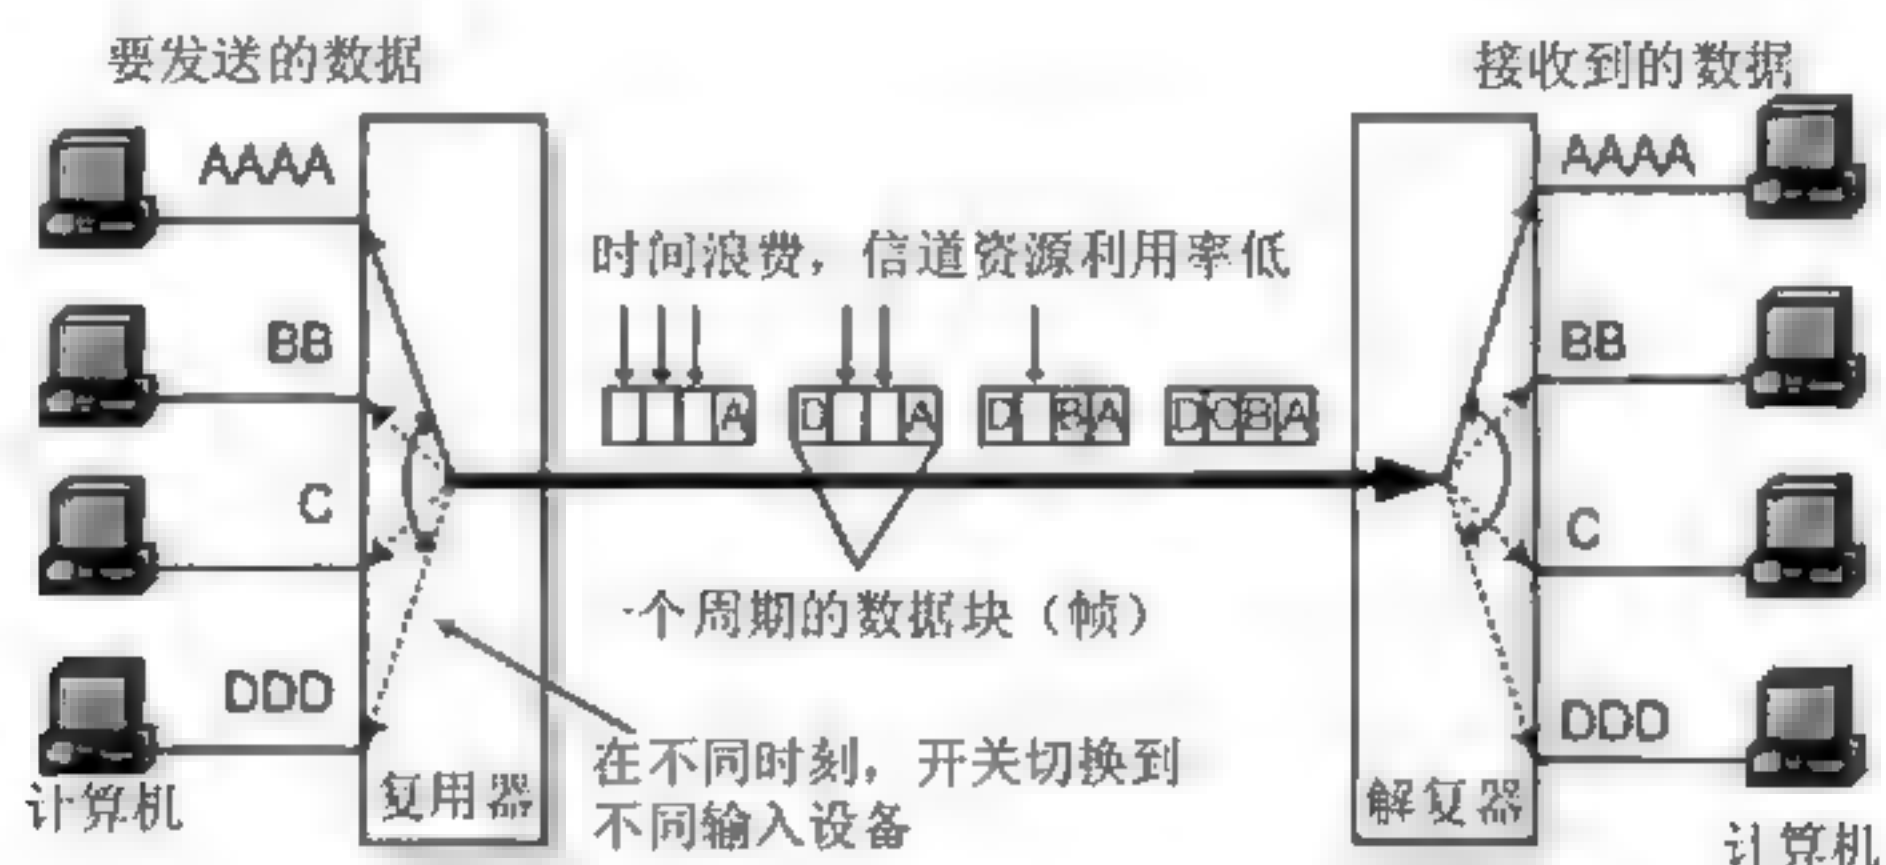 要发送的数据
接收到的数据
AAAA
AAAA
时间浪费，信道资源利用率低
BB
BB
A
D A
D B A
D C B A
C
C
一个周期的数据块（帧）
DDD
DDD
在不同时刻，开关切换到
不同输入设备
计算机
复用器
解复器
计算机